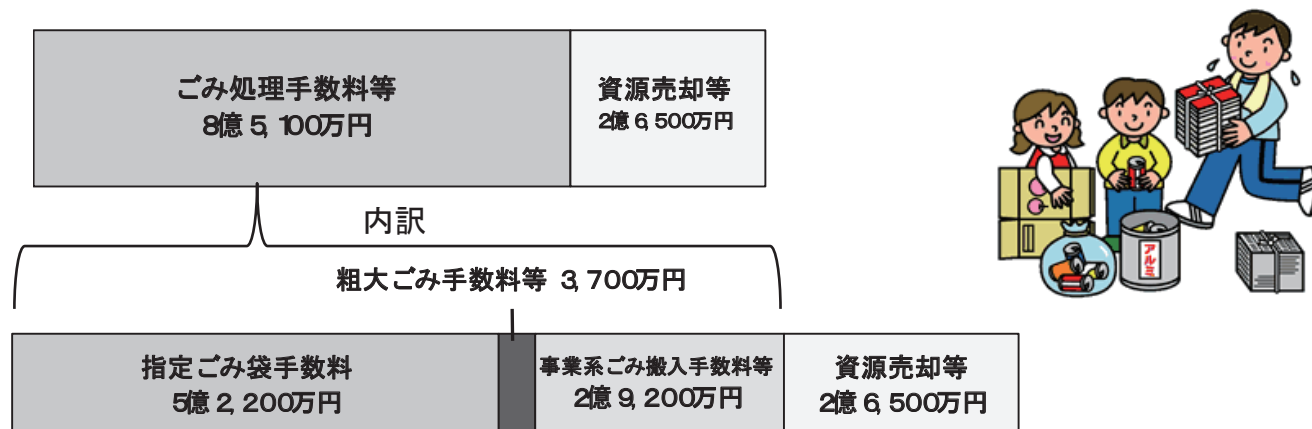 ごみ処理手数料等
8億5,100万円
資源売却等
2億6,500万円
内訳
粗大ごみ手数料等 3,700万円
指定ごみ袋手数料
5億2,200万円
事業系ごみ搬入手数料等
2億9,200万円
資源売却等
2億6,500万円
アルミ